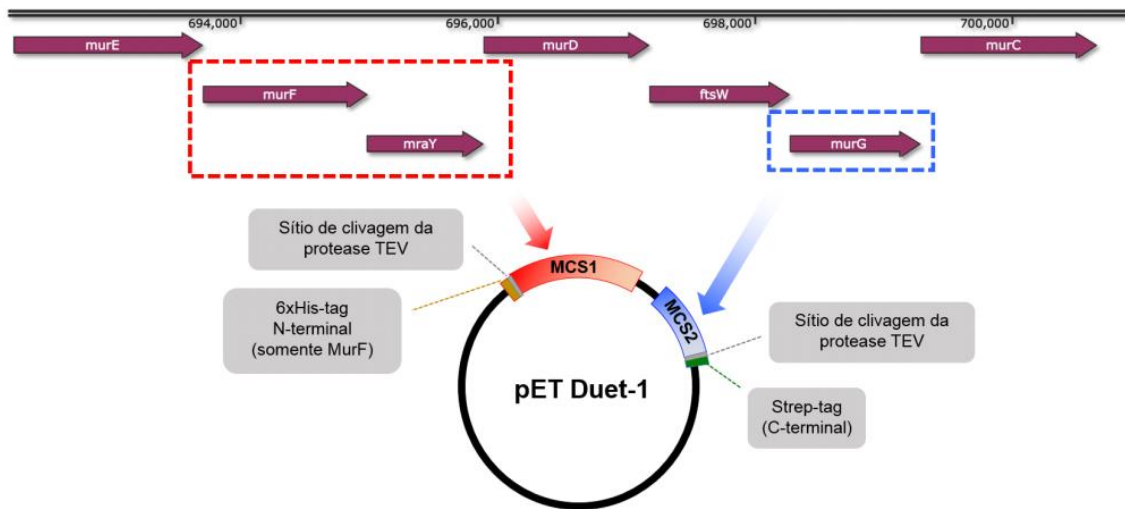 694,000
696,000
698,000
700,000
murE
murD
murC
murF
ftsW
mraY
murG
Sítio de clivagem da
protease TEV
MCS1
6xHis-tag
N-terminal
(somente MurF)
MCS2
Sítio de clivagem da
protease TEV
pET Duet-1
Strep-tag
(C-terminal)